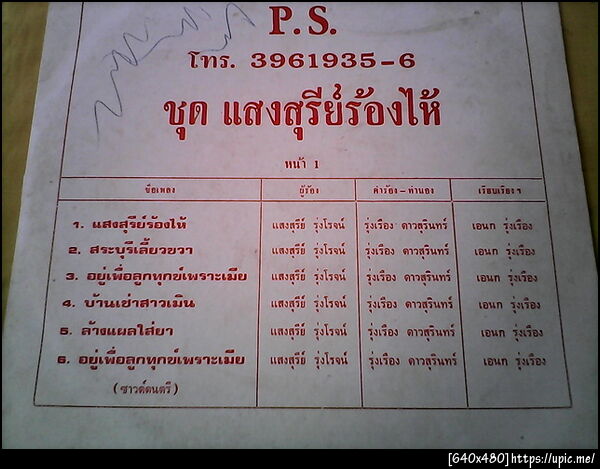 P.S.
โทร. 3961935-6
ชุด แสงสุรีย์ร้องไห้
หน้า 1
ชื่อเพลง ผู้ร้อง คำร้อง-ทำนอง เรียบเรียงฯ
1. แสงสุรีย์ร้องไห้ แสงสุรีย์ รุ่งโรจน์ รุ่งเรือง ดาวสุรินทร์ เอนก รุ่งเรือง
2. สระบุรีเลี้ยวขวา แสงสุรีย์ รุ่งโรจน์ รุ่งเรือง ดาวสุรินทร์ เอนก รุ่งเรือง
3. อยู่เพื่อลูกทุกข์เพราะเมีย แสงสุรีย์ รุ่งโรจน์ รุ่งเรือง ดาวสุรินทร์ เอนก รุ่งเรือง
4. บ้านเช่าสาวเมิน แสงสุรีย์ รุ่งโรจน์ รุ่งเรือง ดาวสุรินทร์ เอนก รุ่งเรือง
5. ล้างแผลใส่ยา แสงสุรีย์ รุ่งโรจน์ รุ่งเรือง ดาวสุรินทร์ เอนก รุ่งเรือง
6. อยู่เพื่อลูกทุกข์เพราะเมีย แสงสุรีย์ รุ่งโรจน์ รุ่งเรือง ดาวสุรินทร์ เอนก รุ่งเรือง
(ซาวด์ดนตรี)
[640x480]https://upic.me/